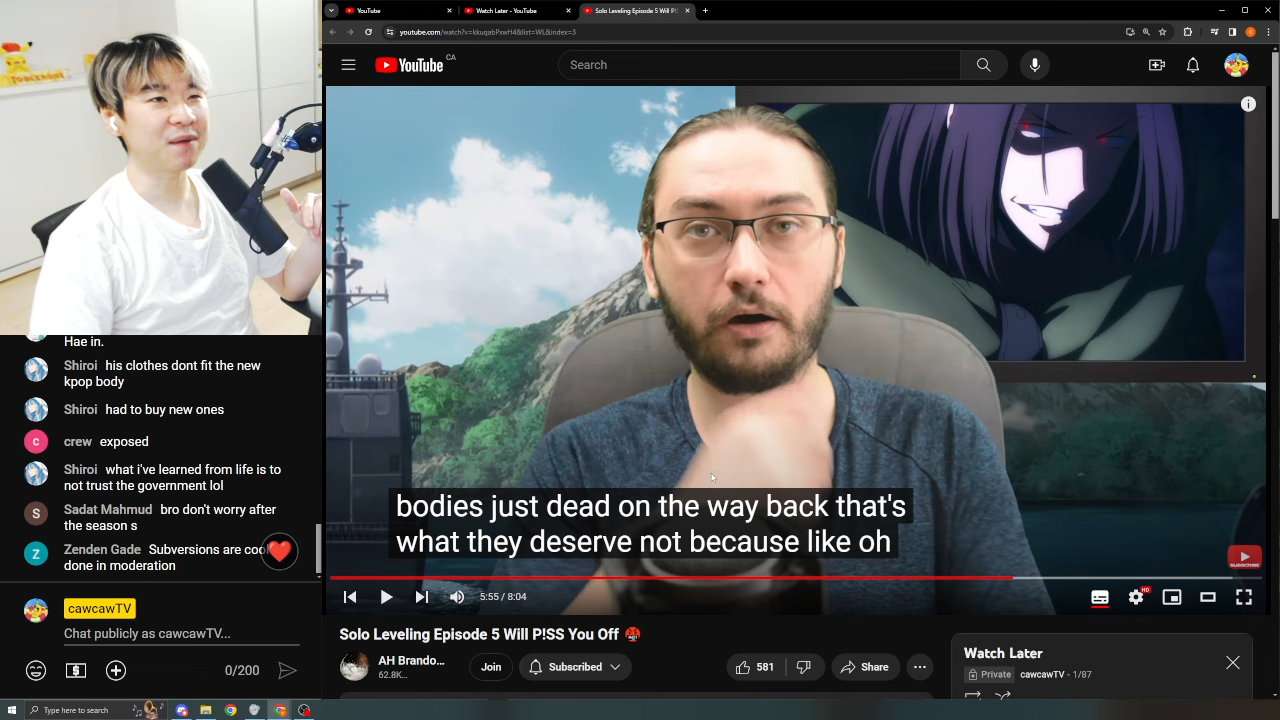 YouTube
Watch Later - YouTube
Solo Leveling Episode 5 Will P!S
youtube.com/watch?v=kkuqabPxwH4&list=WL&index=3
YouTube CA
Search
Hae in.
Shiroi his clothes dont fit the new
kpop body
Shiroi had to buy new ones
c crew exposed
Shiroi what i've learned from life is to
not trust the government lol
S Sadat Mahmud bro don't worry after
the season s
Z Zenden Gade Subversions are coo
done in moderation
cawcawTV
Chat publicly as cawcawTV...
0/200
bodies just dead on the way back that's
what they deserve not because like oh
SUBSCRIBE
5:55 / 8:04
HD
Solo Leveling Episode 5 Will P!SS You Off
AH Brando...
62.8K...
Join
Subscribed
581
Share
Watch Later
Private cawcawTV - 1/87
Type here to search